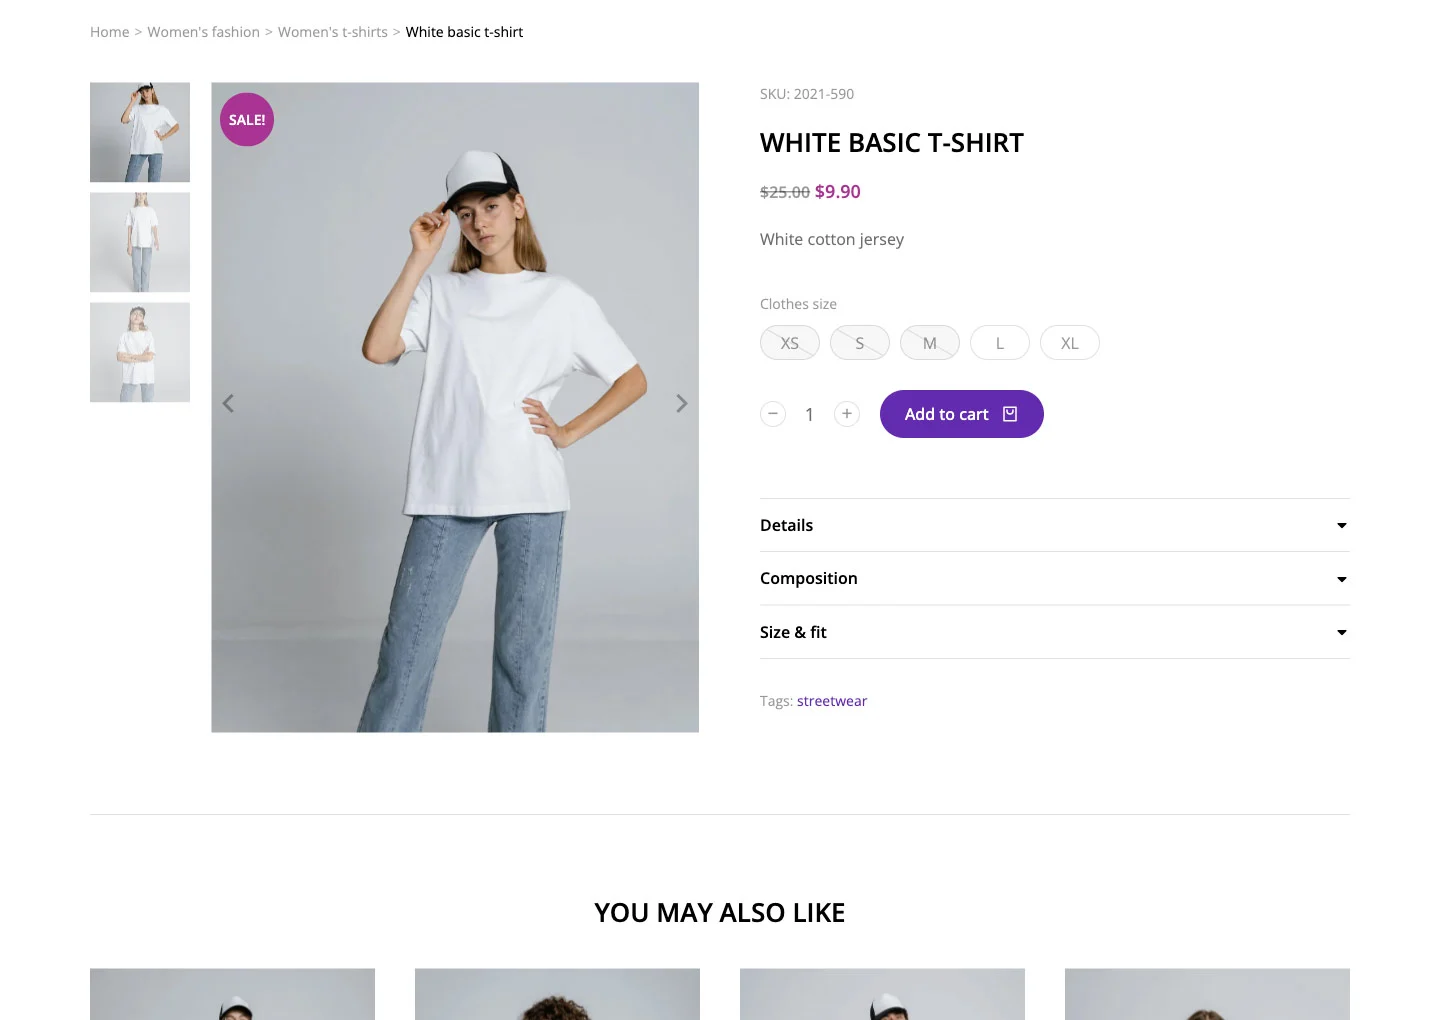 Home > Women's fashion > Women's t-shirts > White basic t-shirt
SALE!
SKU: 2021-590
WHITE BASIC T-SHIRT
$25.00 $9.90
White cotton jersey
Clothes size
XS S M L XL
1 Add to cart
Details
Composition
Size & fit
Tags: streetwear
YOU MAY ALSO LIKE